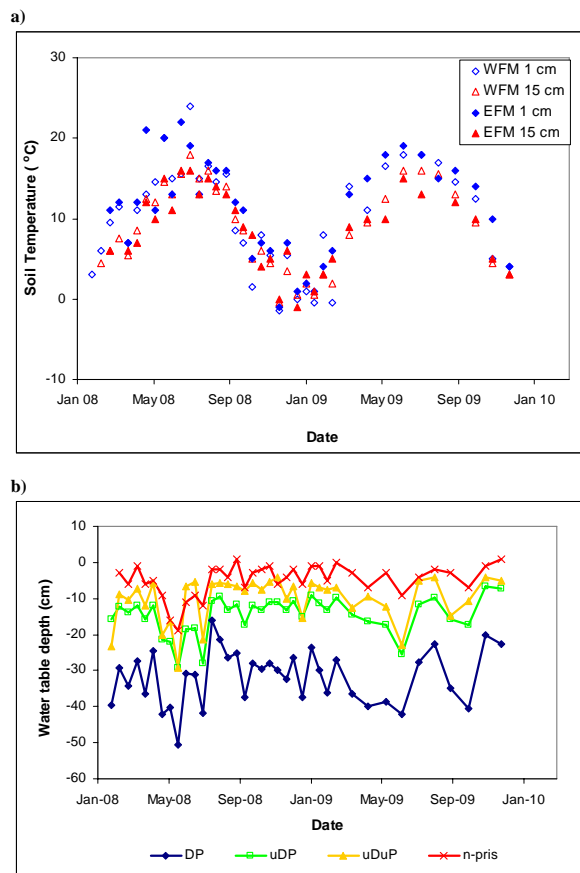 a)
30
20
10
0
-10
Soil Temperature ( °C)
WFM 1 cm
WFM 15 cm
EFM 1 cm
EFM 15 cm
Jan 08 May 08 Sep 08 Jan 09 May 09 Sep 09 Jan 10
Date
b)
10
0
-10
-20
-30
-40
-50
-60
Water table depth (cm)
Jan-08 May-08 Sep-08 Jan-09 May-09 Sep-09 Jan-10
Date
DP uDP uDuP n-pris